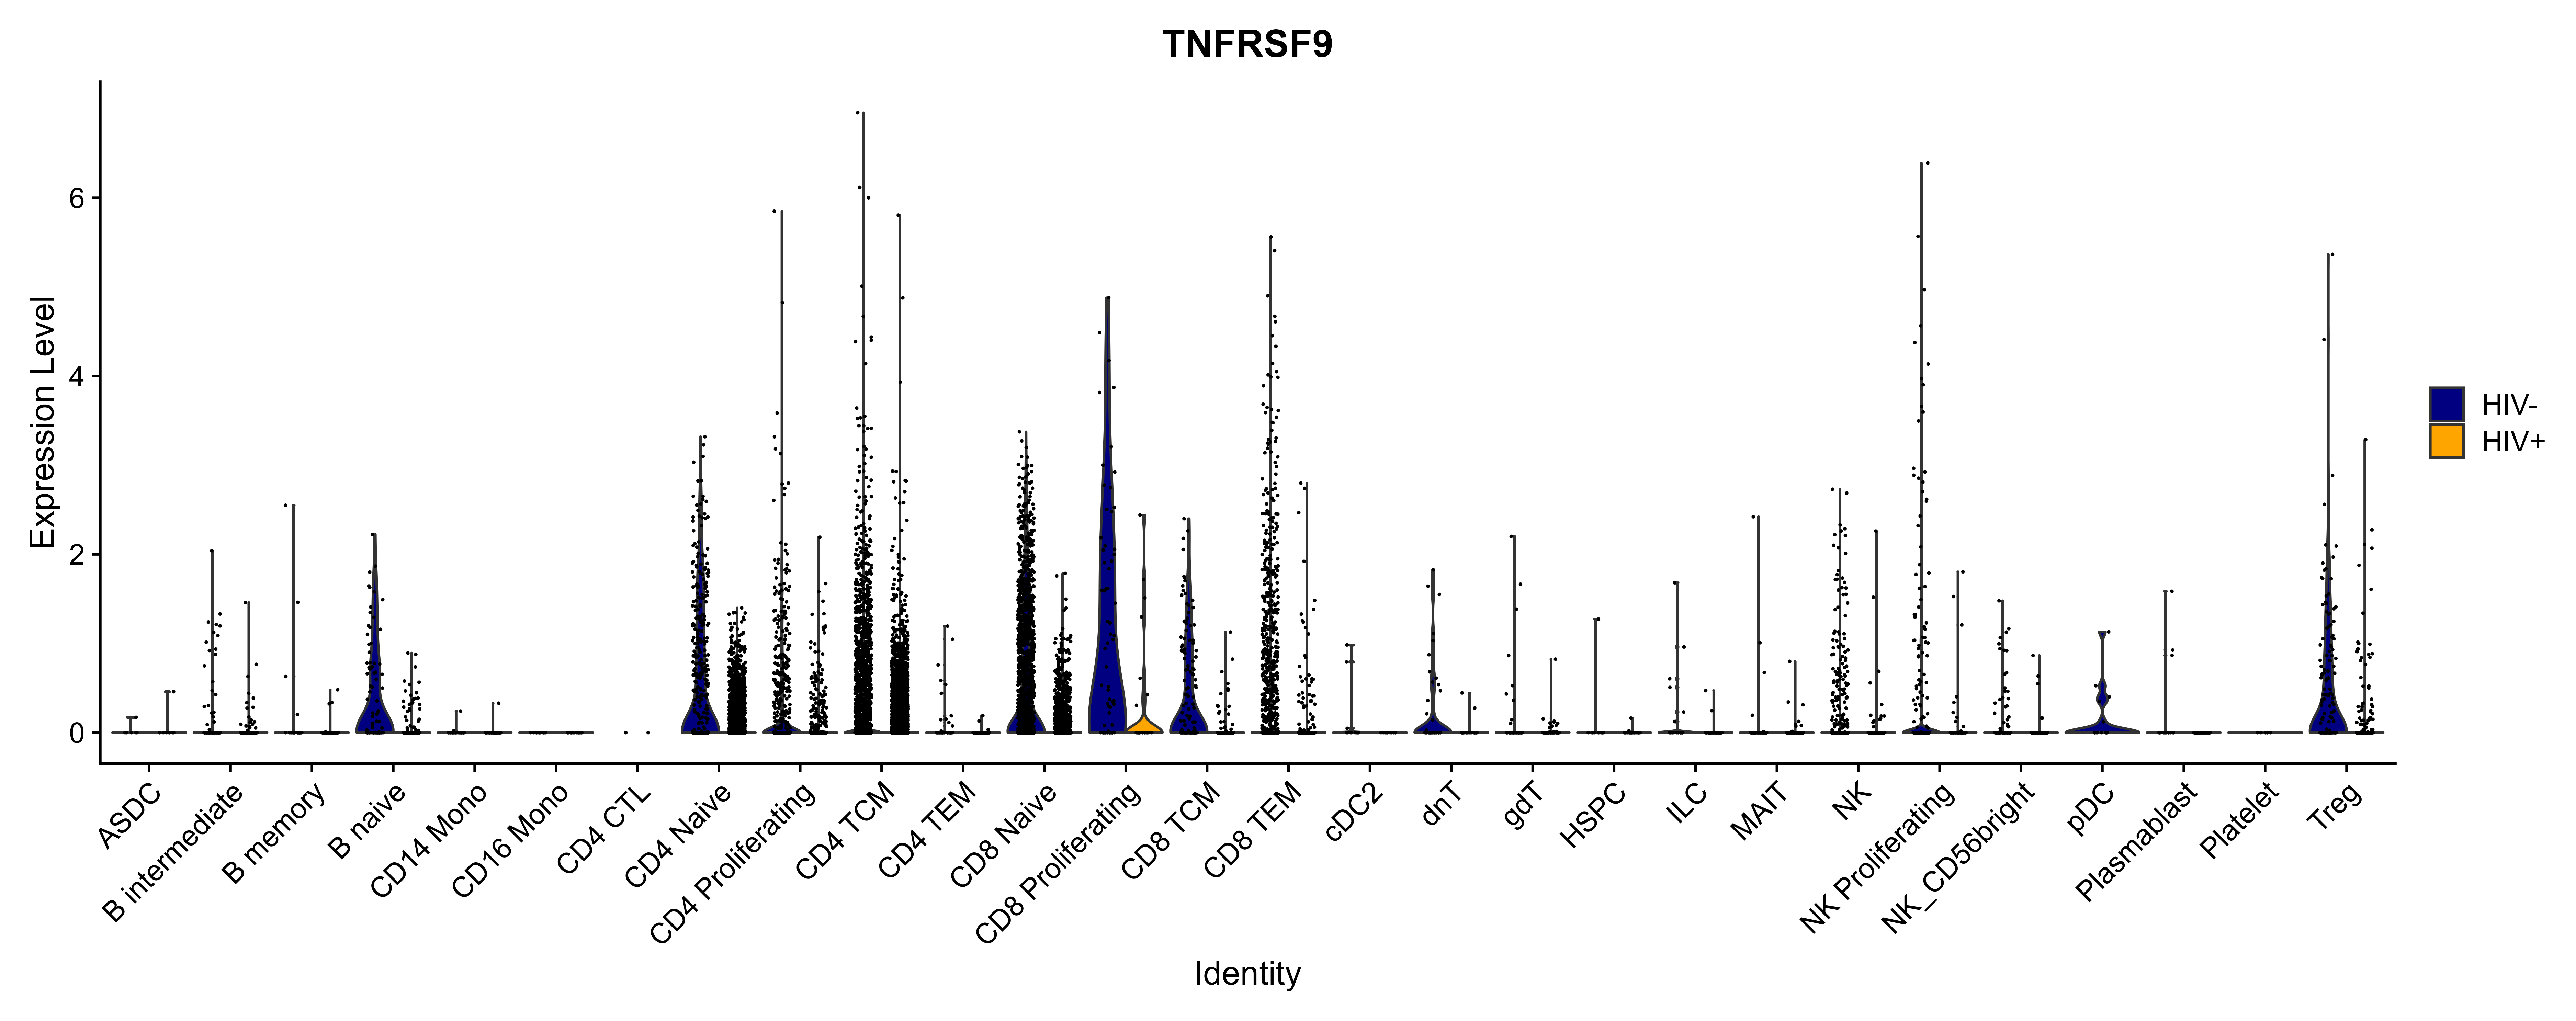 TNFRSF9
Expression Level
6
4
2
0
ASDC
B intermediate
B memory
B naive
CD14 Mono
CD16 Mono
CD4 CTL
CD4 Naive
CD4 Proliferating
CD4 TCM
CD4 TEM
CD8 Naive
CD8 Proliferating
CD8 TCM
CD8 TEM
cDC2
dnT
gdT
HSPC
ILC
MAIT
NK
NK Proliferating
NK_CD56bright
pDC
Plasmablast
Platelet
Treg
Identity
HIV-
HIV+